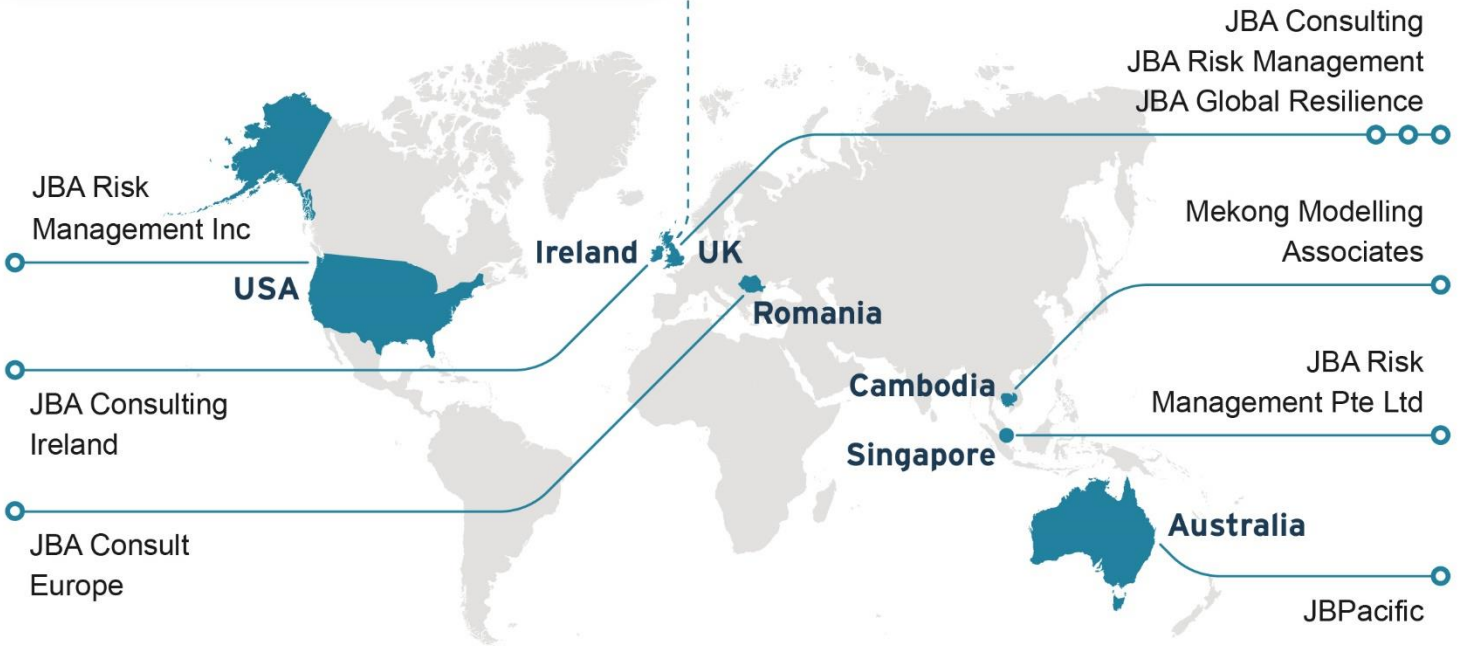 JBA Consulting
JBA Risk Management
JBA Global Resilience
JBA Risk
Management Inc
USA
Ireland
UK
Romania
Mekong Modelling
Associates
Cambodia
JBA Risk
Management Pte Ltd
Singapore
JBA Consulting
Ireland
JBA Consult
Europe
Australia
JBPacific